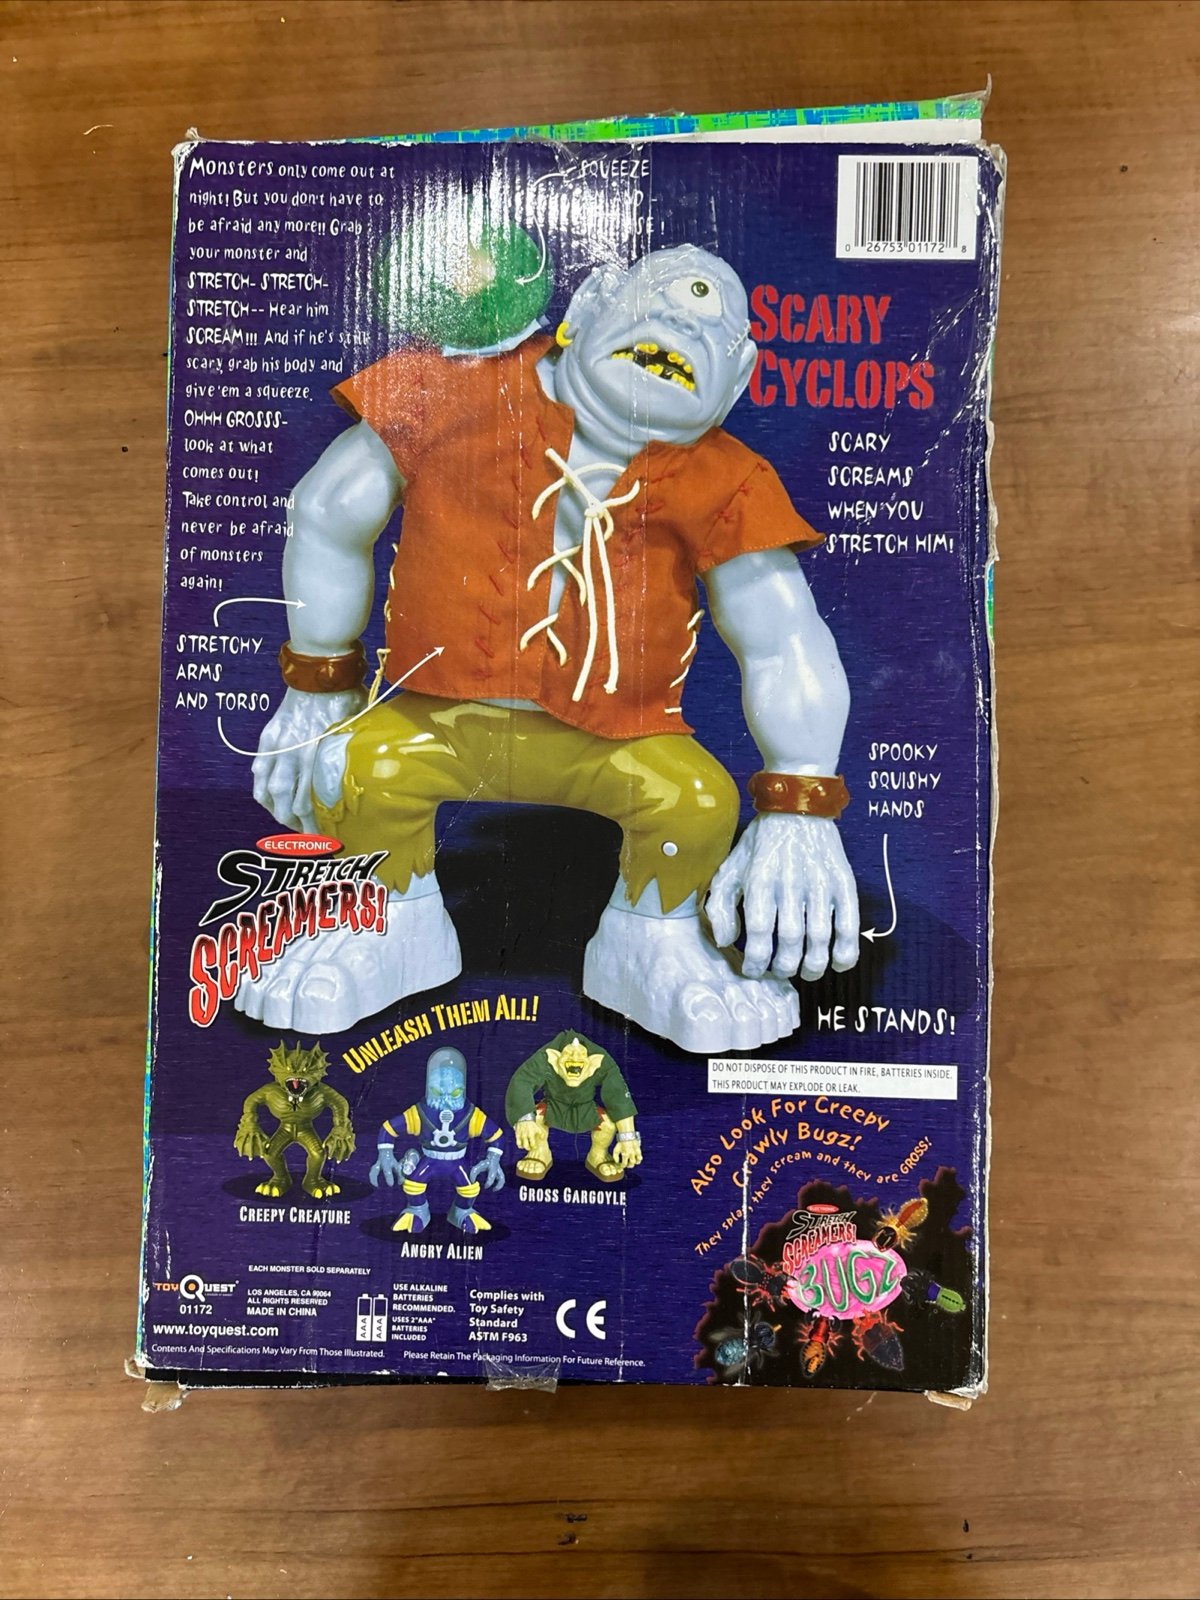 Monsters only come out at
night! But you don't have to
be afraid any more!! Grab
your monster and
STRETCH- STRETCH-
STRETCH-- Hear him
SCREAM!!! And if he's still
scary, grab his body and
give 'em a squeeze.
OHHH GROSSS-
look at what
comes out!
Take control and
never be afraid
of monsters
again!
SQUEEZE
0 26753 01172 8
SCARY
CYCLOPS
SCARY
SCREAMS
WHEN YOU
STRETCH HIM!
STRETCHY
ARMS
AND TORSO
SPOOKY
SQUISHY
HANDS
ELECTRONIC
STRETCH
SCREAMERS!
HE STANDS!
UNLEASH THEM ALL!
CREEPY CREATURE
ANGRY ALIEN
GROSS GARGOYLE
DO NOT DISPOSE OF THIS PRODUCT IN FIRE, BATTERIES INSIDE.
THIS PRODUCT MAY EXPLODE OR LEAK.
Also Look For Creepy
Crawly Bugz!
They splat, they scream and they are GROSS!
ELECTRONIC
STRETCH
SCREAMERS!
BUGZ
EACH MONSTER SOLD SEPARATELY
TOYQUEST
01172
LOS ANGELES, CA 90064
ALL RIGHTS RESERVED
MADE IN CHINA
www.toyquest.com
AAA AAA
USE ALKALINE
BATTERIES
RECOMMENDED.
USES 2"AAA"
BATTERIES
INCLUDED
Complies with
Toy Safety
Standard
ASTM F963
CE
Contents And Specifications May Vary From Those Illustrated. Please Retain The Packaging Information For Future Reference.